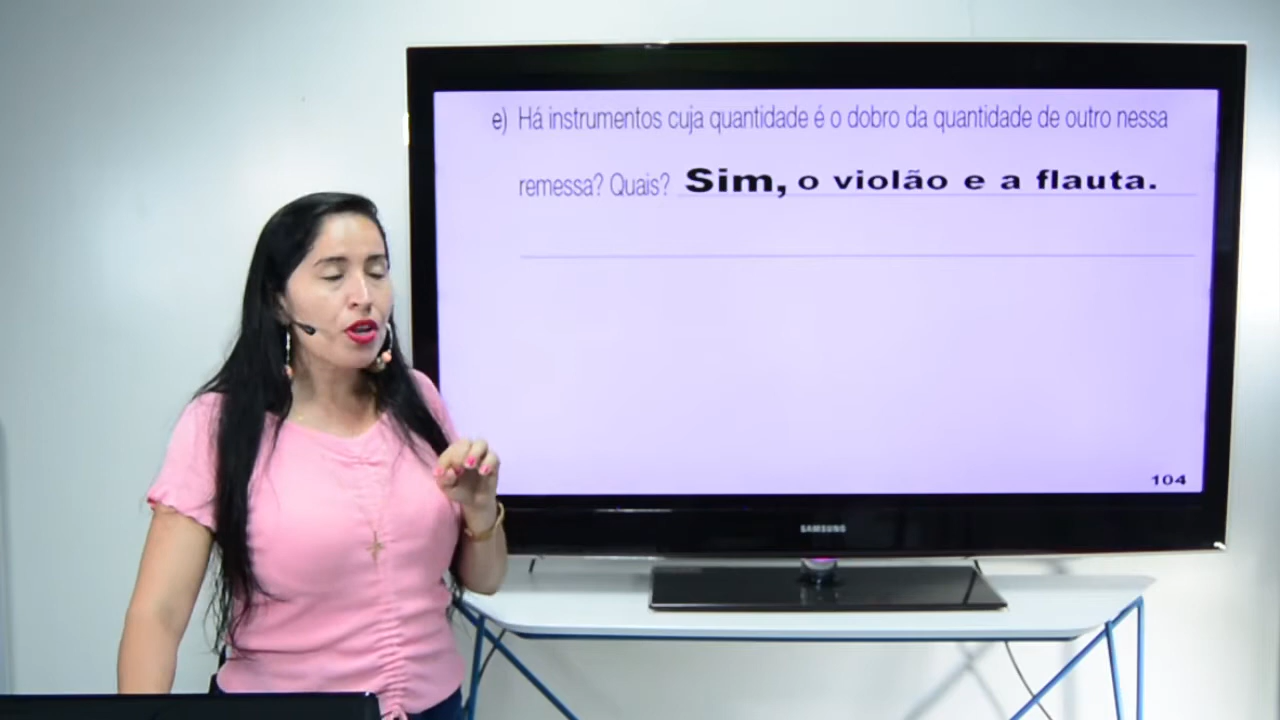 e) Há instrumentos cuja quantidade é o dobro da quantidade de outro nessa
remessa? Quais? Sim, o violão e a flauta.
104
SAMSUNG